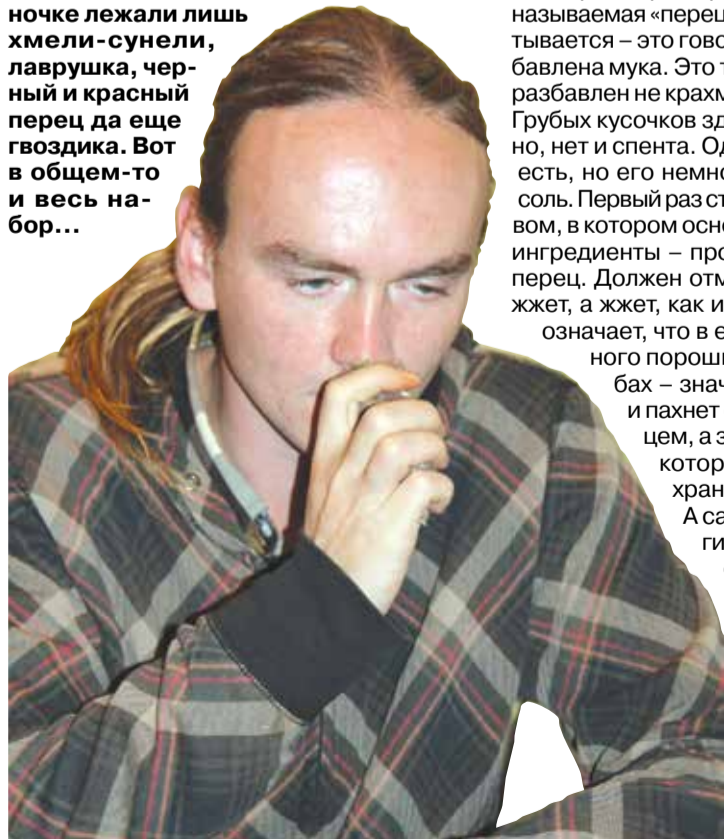 ночке лежали лишь
хмели-сунели,
лаврушка, чер-
ный и красный
перец да еще
гвоздика. Вот
в общем-то
и весь на-
бор...
называемая «перец
тывается – это гово
бавлена мука. Это т
разбавлен не крахм
Грубых кусочков зд
но, нет и спента. Од
есть, но его немно
соль. Первый раз ст
вом, в котором осно
ингредиенты – про
перец. Должен отм
жжет, а жжет, как и
означает, что в е
ного порошк
бах – знач
и пахнет
цем, а з
котор
хран
А са
ги